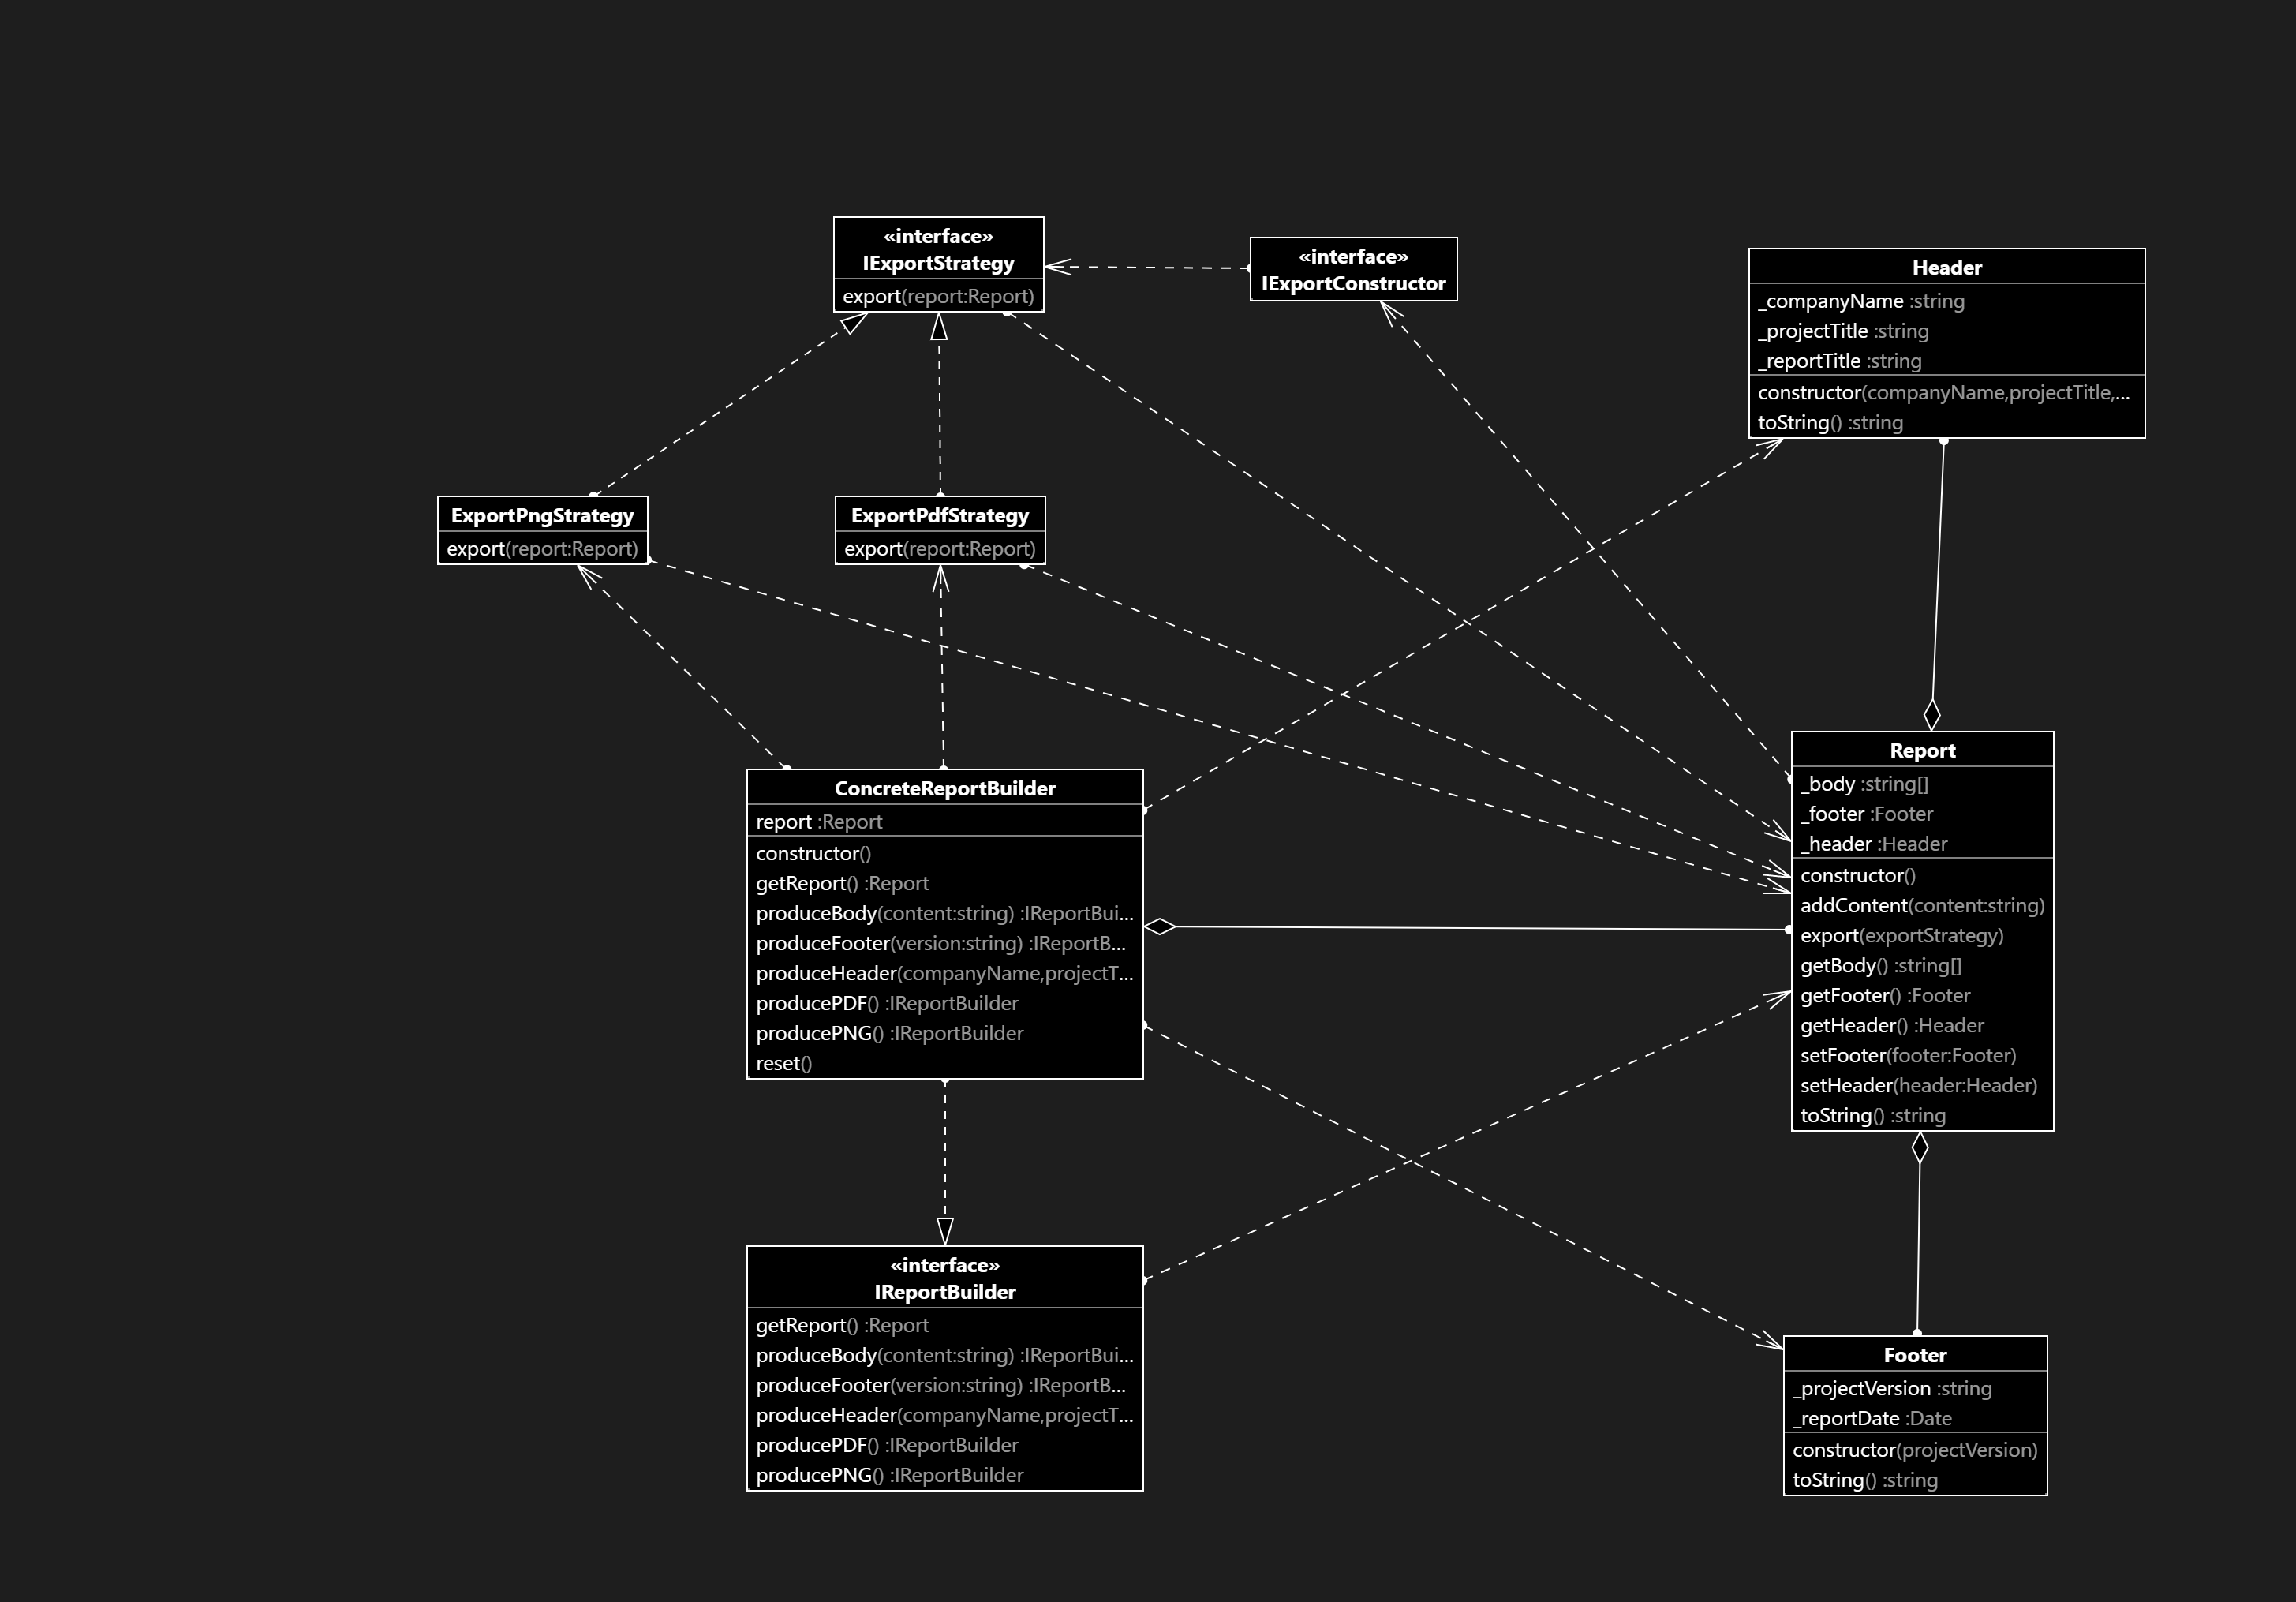 «interface»
IExportStrategy
export(report:Report)
«interface»
IExportConstructor
Header
_companyName :string
_projectTitle :string
_reportTitle :string
constructor(companyName,projectTitle,...
toString() :string
ExportPngStrategy
export(report:Report)
ExportPdfStrategy
export(report:Report)
ConcreteReportBuilder
report :Report
constructor()
getReport() :Report
produceBody(content:string) :IReportBui...
produceFooter(version:string) :IReportB...
produceHeader(companyName,projectT...
producePDF() :IReportBuilder
producePNG() :IReportBuilder
reset()
Report
_body :string[]
_footer :Footer
_header :Header
constructor()
addContent(content:string)
export(exportStrategy)
getBody() :string[]
getFooter() :Footer
getHeader() :Header
setFooter(footer:Footer)
setHeader(header:Header)
toString() :string
«interface»
IReportBuilder
getReport() :Report
produceBody(content:string) :IReportBui...
produceFooter(version:string) :IReportB...
produceHeader(companyName,projectT...
producePDF() :IReportBuilder
producePNG() :IReportBuilder
Footer
_projectVersion :string
_reportDate :Date
constructor(projectVersion)
toString() :string